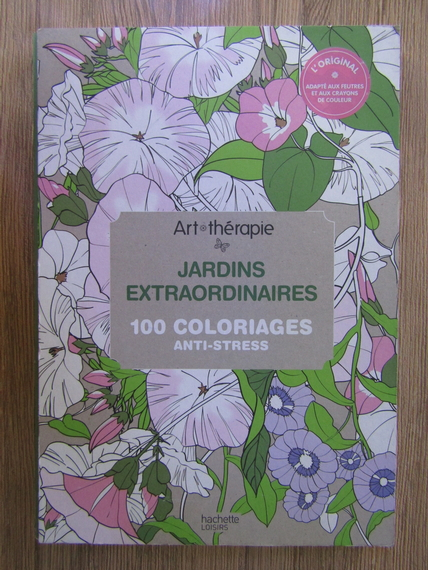 L'ORIGINAL
ADAPTÉ AUX FEUTRES
ET AUX CRAYONS
DE COULEUR
Art thérapie
JARDINS
EXTRAORDINAIRES
100 COLORIAGES
ANTI-STRESS
hachette
LOISIRS